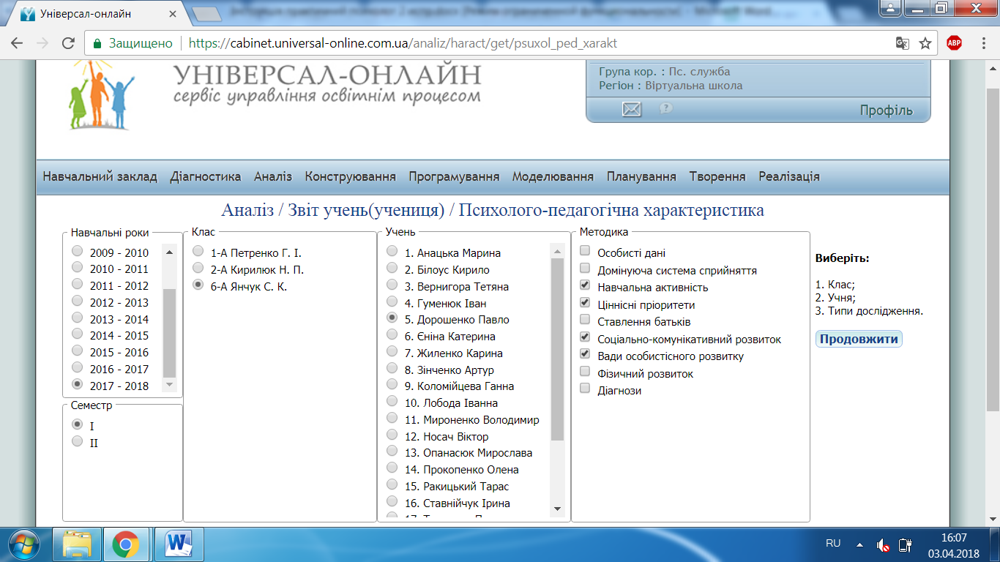 Універсал-онлайн
Защищено
https://cabinet.universal-online.com.ua/analiz/haract/get/psuxol_ped_xarakt
ABP
УНІВЕРСАЛ-ОНЛАЙН
сервіс управління освітнім процесом
Група кор. : Пс. служба
Регіон : Віртуальна школа
?
Профіль
Навчальний заклад Діагностика Аналіз Конструювання Програмування Моделювання Планування Творення Реалізація
Аналіз / Звіт учень(учениця) / Психолого-педагогічна характеристика
Навчальні роки
2009 - 2010
2010 - 2011
2011 - 2012
2012 - 2013
2013 - 2014
2014 - 2015
2015 - 2016
2016 - 2017
2017 - 2018
Семестр
I
II
Клас
1-А Петренко Г. І.
2-А Кирилюк Н. П.
6-А Янчук С. К.
Учень
1. Анацька Марина
2. Білоус Кирило
3. Вернигора Тетяна
4. Гуменюк Іван
5. Дорошенко Павло
6. Єніна Катерина
7. Жиленко Карина
8. Зінченко Артур
9. Коломійцева Ганна
10. Лобода Іванна
11. Мироненко Володимир
12. Носач Віктор
13. Опанасюк Мирослава
14. Прокопенко Олена
15. Ракицький Тарас
16. Ставнійчук Ірина
Методика
Особисті дані
Домінуюча система сприйняття
Навчальна активність
Ціннісні пріоритети
Ставлення батьків
Соціально-комунікативний розвиток
Вади особистісного розвитку
Фізичний розвиток
Діагнози
Виберіть:
1. Клас;
2. Учня;
3. Типи дослідження.
Продовжити
RU
16:07
03.04.2018